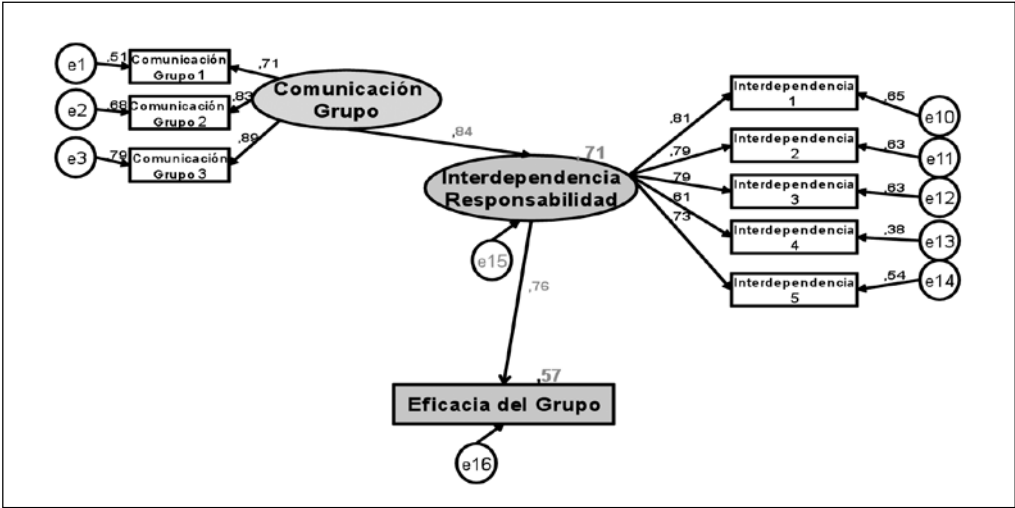 e1
,51
Comunicación
Grupo 1
,71
e2
,68
Comunicación
Grupo 2
,83
e3
,79
Comunicación
Grupo 3
,89
Comunicación
Grupo
,84
,71
Interdependencia
Responsabilidad
e15
,76
,57
Eficacia del Grupo
e16
,81
Interdependencia
1
,65
e10
,79
Interdependencia
2
,63
e11
,79
Interdependencia
3
,63
e12
,61
Interdependencia
4
,38
e13
,73
Interdependencia
5
,54
e14